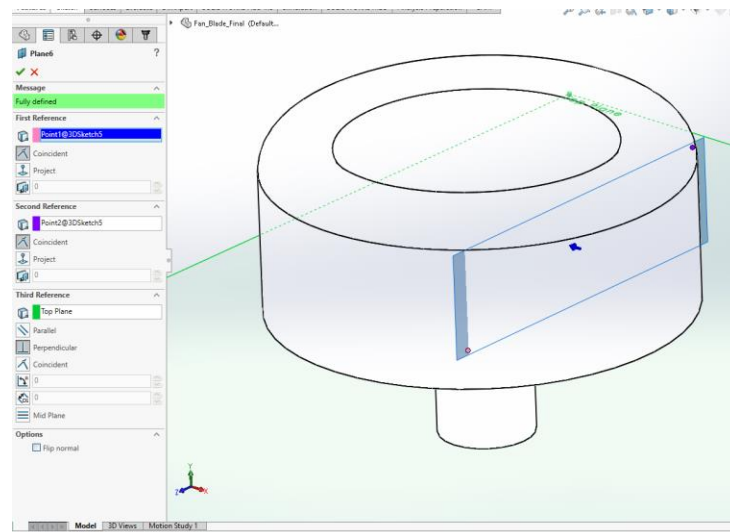 Fan_Blade_Final (Default...
Plane6
?
Message
Fully defined
First Reference
Point1@3DSketch5
Coincident
Project
0
Second Reference
Point2@3DSketch5
Coincident
Project
0
Third Reference
Top Plane
Parallel
Perpendicular
Coincident
0
0
Mid Plane
Options
Flip normal
Top Plane
Y
Z
X
Model
3D Views
Motion Study 1